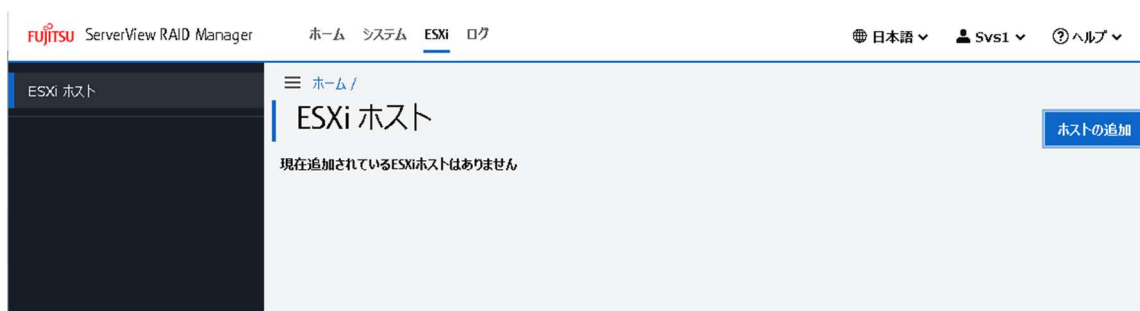 FUJITSU ServerView RAID Manager ホーム システム ESXi ログ 日本語 Svs1 ヘルプ
ESXi ホスト
ホーム /
ESXi ホスト
ホストの追加
現在追加されているESXiホストはありません